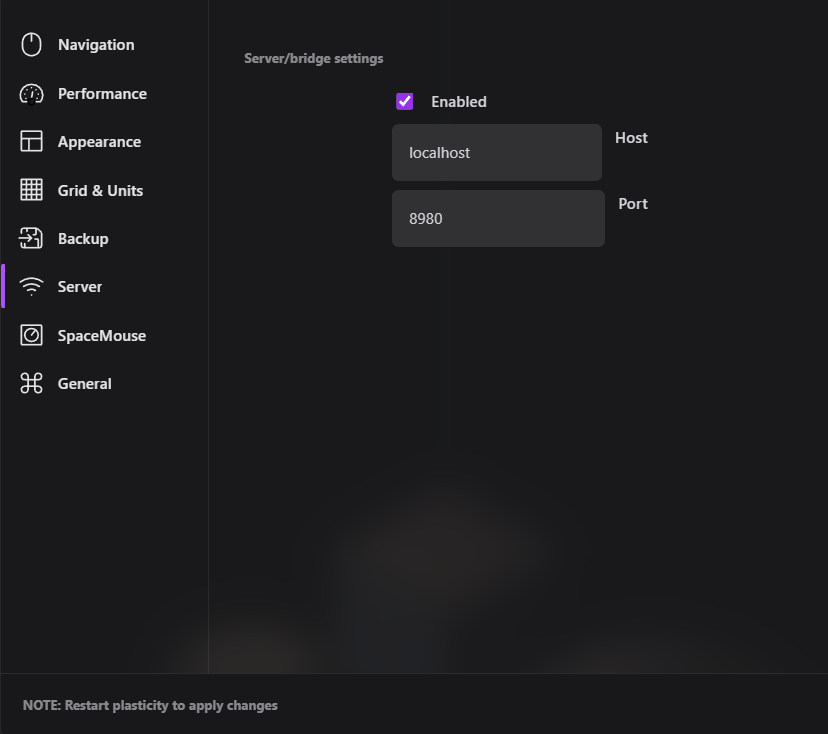 Navigation
Performance
Appearance
Grid & Units
Backup
Server
SpaceMouse
General
Server/bridge settings
Enabled
localhost
Host
8980
Port
NOTE: Restart plasticity to apply changes